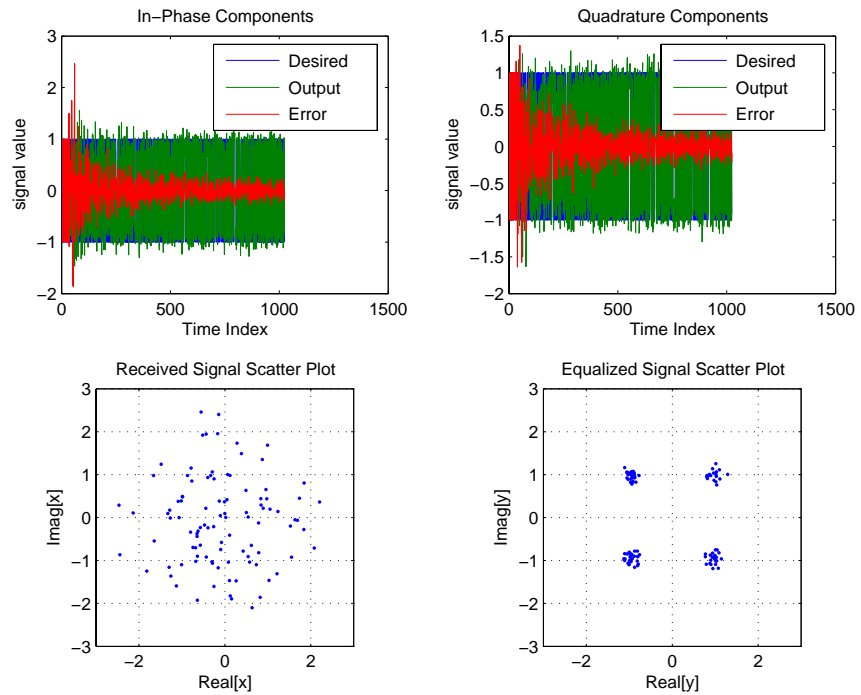 In−Phase Components
3
2
1
0
−1
−2
signal value
0
500
1000
1500
Time Index
Desired
Output
Error
Quadrature Components
1.5
1
0.5
0
−0.5
−1
−1.5
−2
signal value
0
500
1000
1500
Time Index
Desired
Output
Error
Received Signal Scatter Plot
3
2
1
0
−1
−2
−3
Imag[x]
−2
0
2
Real[x]
Equalized Signal Scatter Plot
3
2
1
0
−1
−2
−3
Imag[y]
−2
0
2
Real[y]